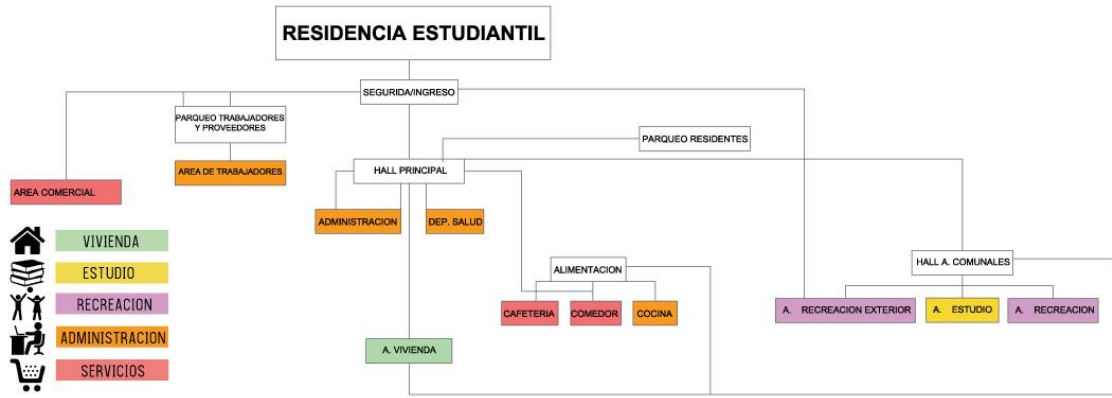 RESIDENCIA ESTUDIANTIL
SEGURIDA/INGRESO
PARQUEO TRABAJADORES
Y PROVEEDORES
PARQUEO RESIDENTES
AREA DE TRABAJADORES
HALL PRINCIPAL
AREA COMERCIAL
ADMINISTRACION
DEP. SALUD
VIVIENDA
ESTUDIO
RECREACION
ADMINISTRACION
SERVICIOS
ALIMENTACION
HALL A. COMUNALES
CAFETERIA
COMEDOR
COCINA
A. RECREACION EXTERIOR
A. ESTUDIO
A. RECREACION
A. VIVIENDA